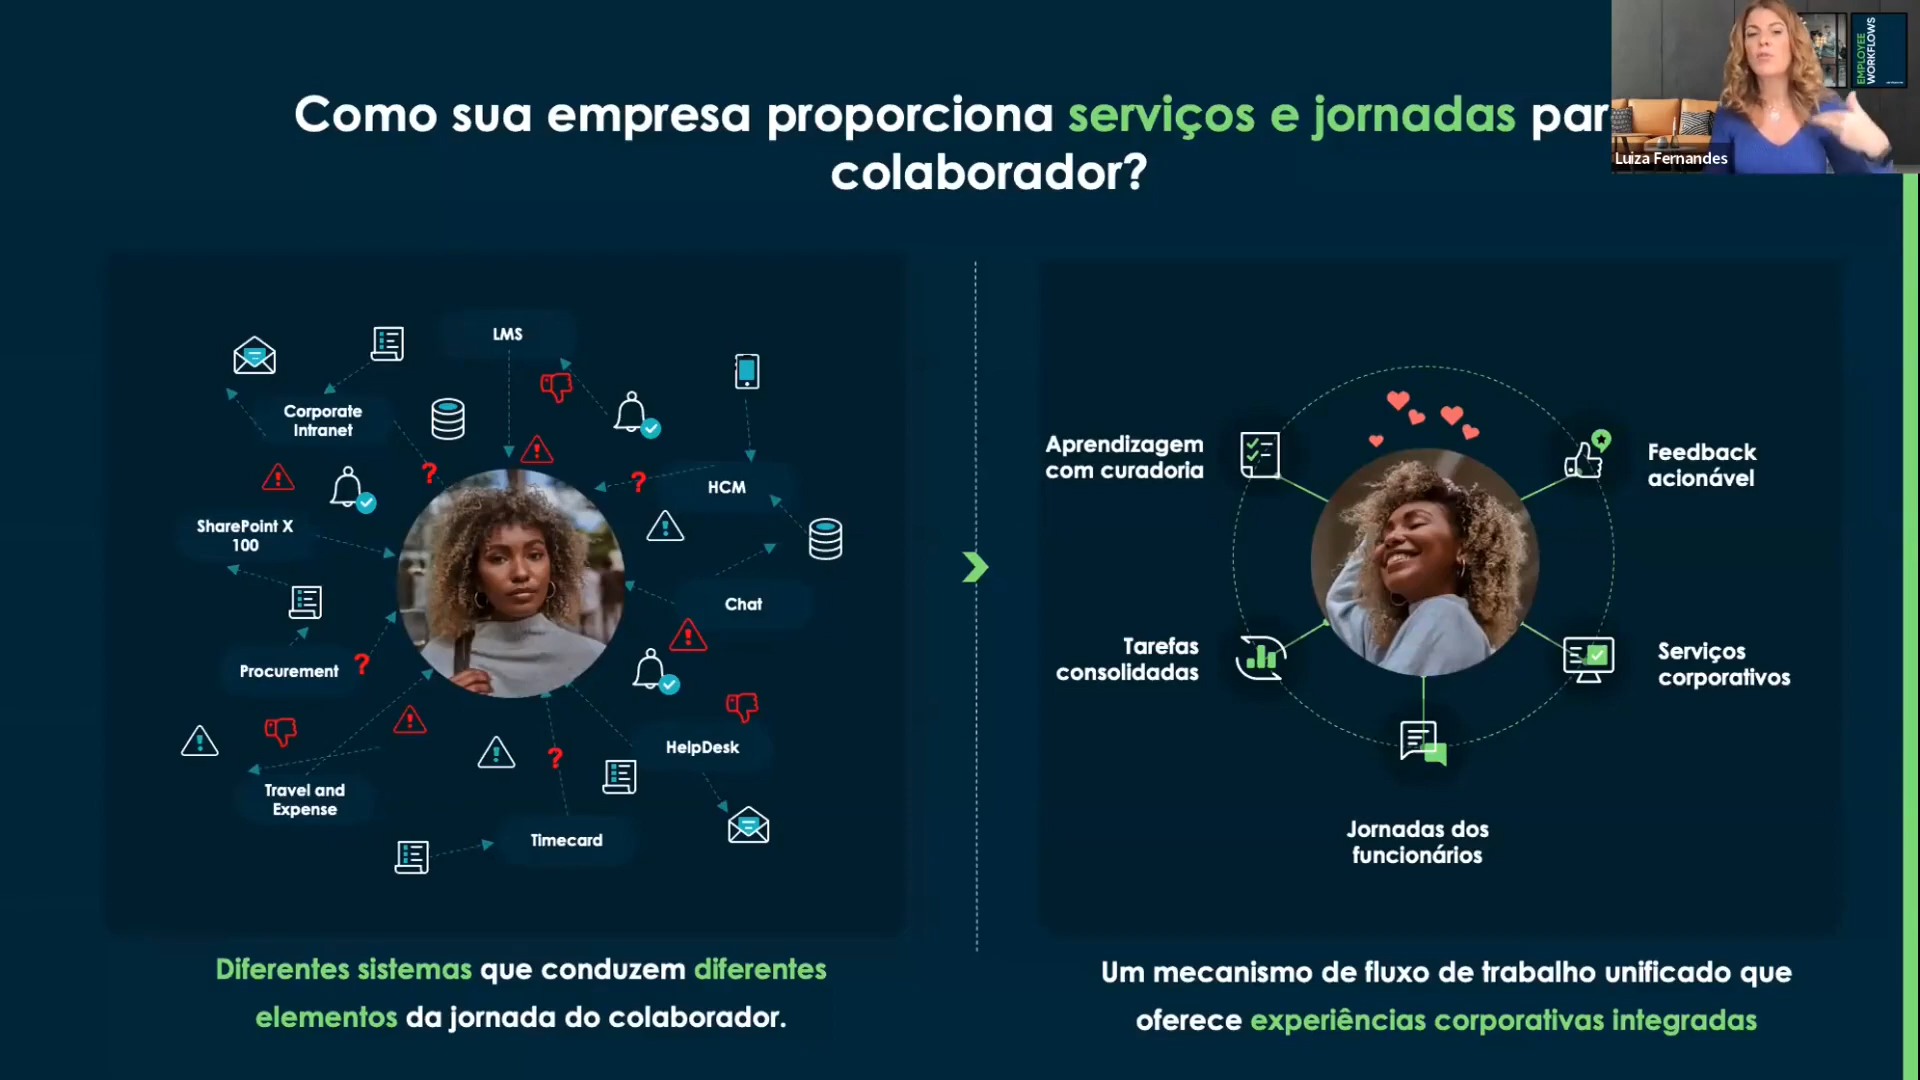 Como sua empresa proporciona serviços e jornadas par
colaborador?
EMPLOYEE
WORKFLOWS
Luiza Fernandes
LMS
Corporate
Intranet
HCM
SharePoint X
100
Chat
Procurement
HelpDesk
Travel and
Expense
Timecard
Diferentes sistemas que conduzem diferentes
elementos da jornada do colaborador.
Aprendizagem
com curadoria
Feedback
acionável
Tarefas
consolidadas
Serviços
corporativos
Jornadas dos
funcionários
Um mecanismo de fluxo de trabalho unificado que
oferece experiências corporativas integradas